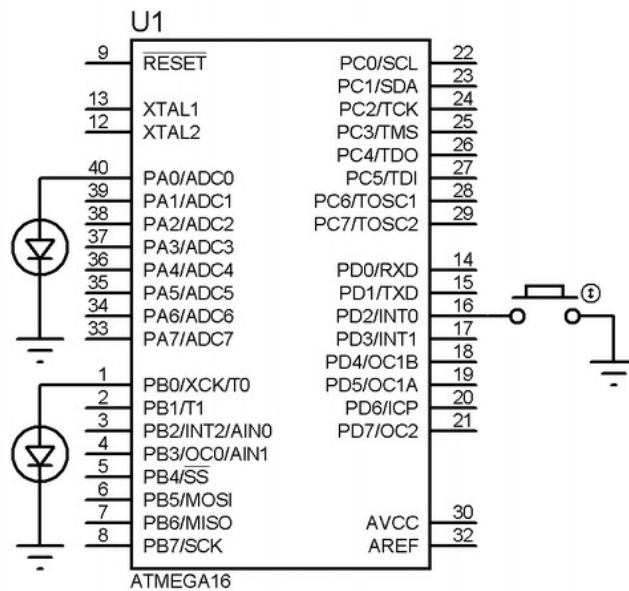 U1
9 RESET
13 XTAL1
12 XTAL2
40 PA0/ADC0
39 PA1/ADC1
38 PA2/ADC2
37 PA3/ADC3
36 PA4/ADC4
35 PA5/ADC5
34 PA6/ADC6
33 PA7/ADC7
1 PB0/XCK/T0
2 PB1/T1
3 PB2/INT2/AIN0
4 PB3/OC0/AIN1
5 PB4/SS
6 PB5/MOSI
7 PB6/MISO
8 PB7/SCK
PC0/SCL 22
PC1/SDA 23
PC2/TCK 24
PC3/TMS 25
PC4/TDO 26
PC5/TDI 27
PC6/TOSC1 28
PC7/TOSC2 29
PD0/RXD 14
PD1/TXD 15
PD2/INT0 16
PD3/INT1 17
PD4/OC1B 18
PD5/OC1A 19
PD6/ICP 20
PD7/OC2 21
AVCC 30
AREF 32
ATMEGA16